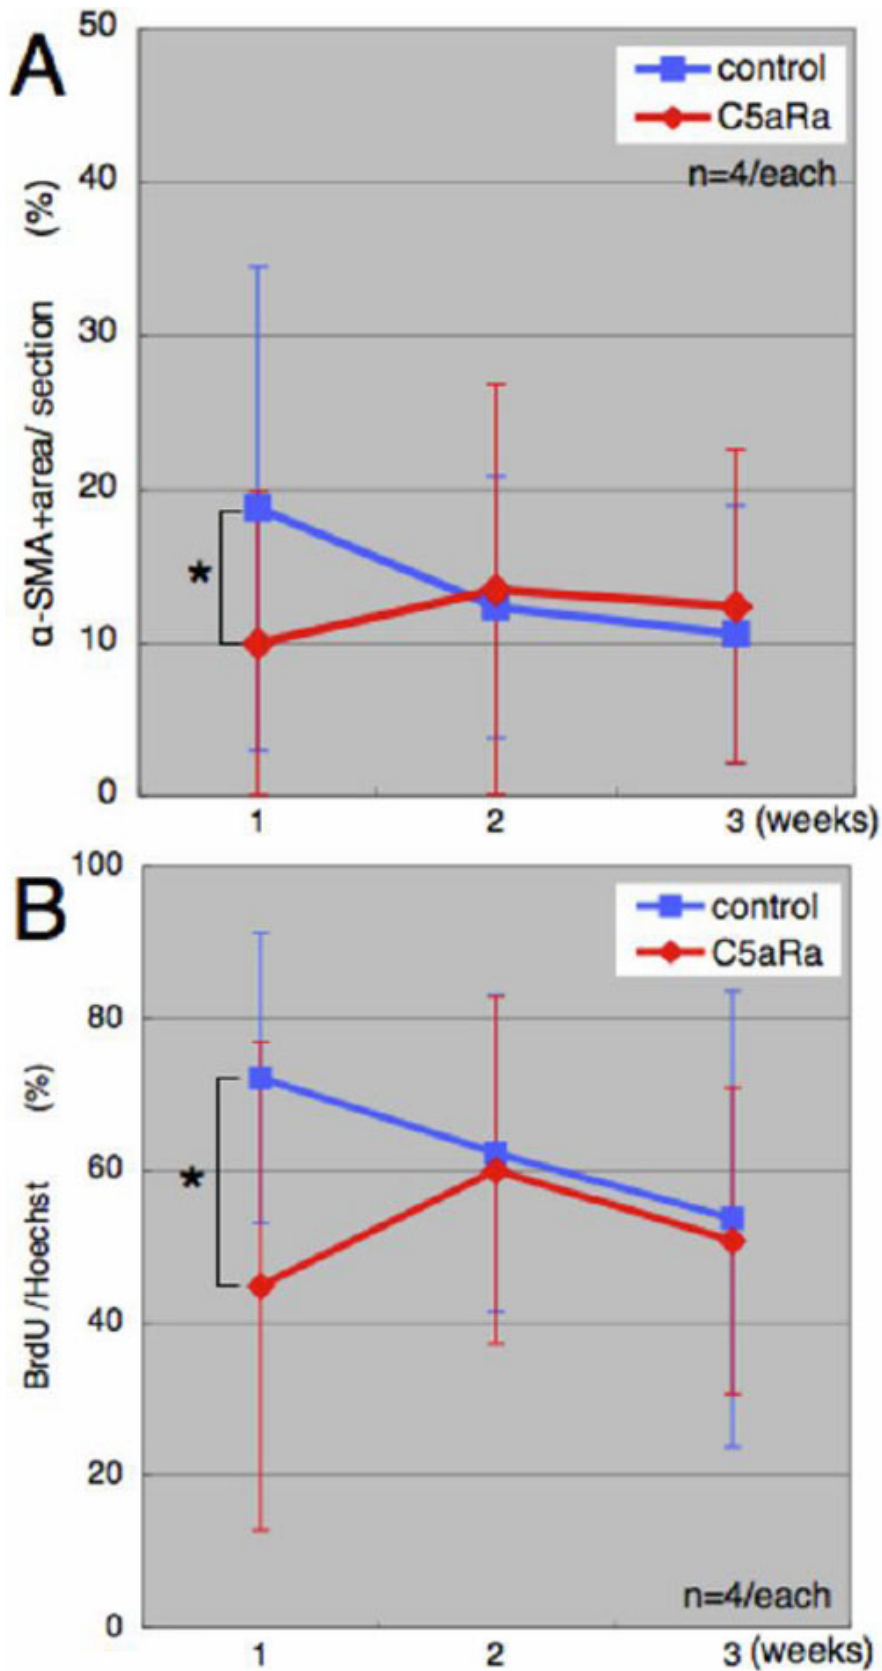 A
50
40
30
20
10
0
α-SMA+area/ section (%)
control
C5aRa
n=4/each
*
1 2 3 (weeks)
B
100
80
60
40
20
0
BrdU /Hoechst (%)
control
C5aRa
*
n=4/each
1 2 3 (weeks)